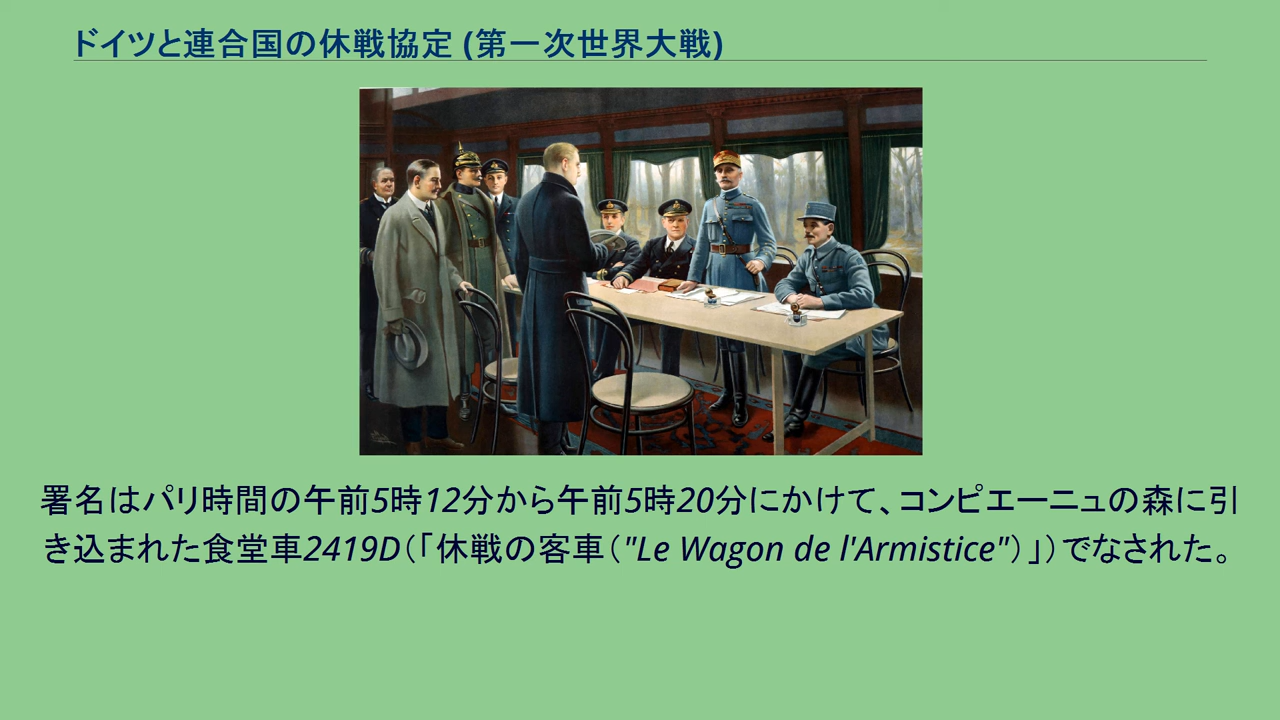 ドイツと連合国の休戦協定 (第一次世界大戦)
署名はパリ時間の午前5時12分から午前5時20分にかけて、コンピエーニュの森に引
き込まれた食堂車2419D(「休戦の客車("Le Wagon de l'Armistice")」)でなされた。